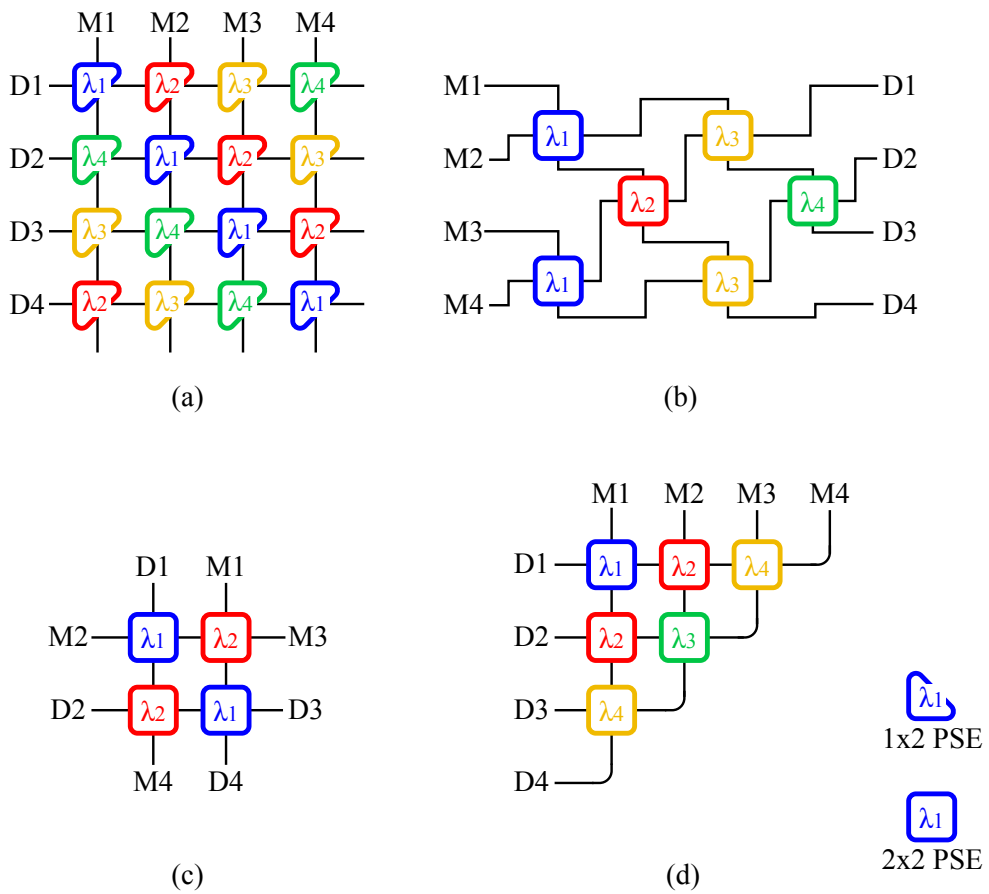 M1 M2 M3 M4
D1 λ1 λ2 λ3 λ4
D2 λ4 λ1 λ2 λ3
D3 λ3 λ4 λ1 λ2
D4 λ2 λ3 λ4 λ1
(a)
M1 D1
λ1 λ3
M2 D2
λ2 λ4
M3 D3
λ1 λ3
M4 D4
(b)
D1 M1
M2 λ1 λ2 M3
D2 λ2 λ1 D3
M4 D4
(c)
M1 M2 M3 M4
D1 λ1 λ2 λ4
D2 λ2 λ3
D3 λ4
D4
(d)
λ1
1x2 PSE
λ1
2x2 PSE